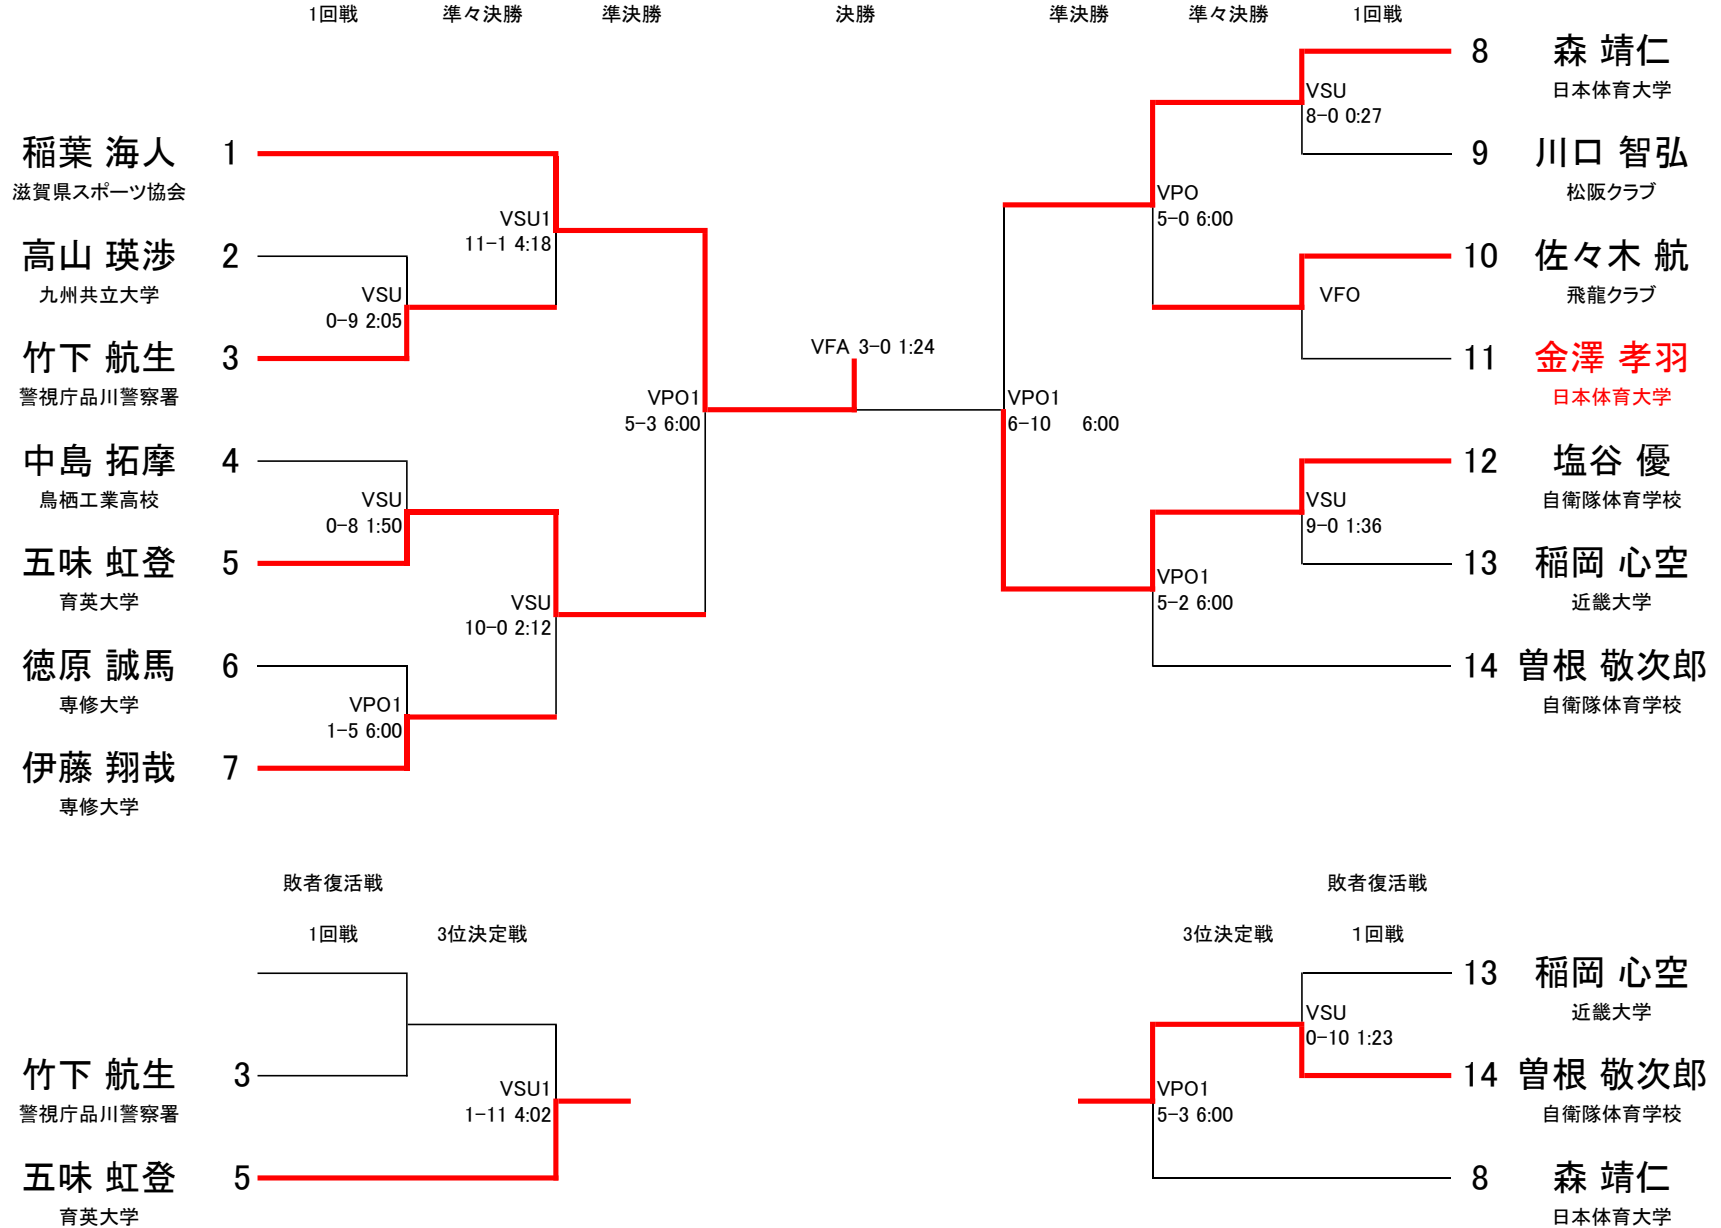 1回戦 準々決勝 準決勝 決勝 準決勝 準々決勝 1回戦
稲葉 海人 1
滋賀県スポーツ協会
高山 瑛渉 2
九州共立大学
竹下 航生 3
警視庁品川警察署
中島 拓摩 4
鳥栖工業高校
五味 虹登 5
育英大学
徳原 誠馬 6
専修大学
伊藤 翔哉 7
専修大学
VSU
0-9 2:05
VSU
0-8 1:50
VPO1
1-5 6:00
VSU1
11-1 4:18
VSU
10-0 2:12
VPO1
5-3 6:00
VFA 3-0 1:24
VPO1
6-10 6:00
VPO
5-0 6:00
VPO1
5-2 6:00
VSU
8-0 0:27
VFO
VSU
9-0 1:36
8 森 靖仁
日本体育大学
9 川口 智弘
松阪クラブ
10 佐々木 航
飛龍クラブ
11 金澤 孝羽
日本体育大学
12 塩谷 優
自衛隊体育学校
13 稲岡 心空
近畿大学
14 曽根 敬次郎
自衛隊体育学校
敗者復活戦
1回戦 3位決定戦
竹下 航生 3
警視庁品川警察署
五味 虹登 5
育英大学
VSU1
1-11 4:02
敗者復活戦
3位決定戦 1回戦
VPO1
5-3 6:00
VSU
0-10 1:23
13 稲岡 心空
近畿大学
14 曽根 敬次郎
自衛隊体育学校
8 森 靖仁
日本体育大学